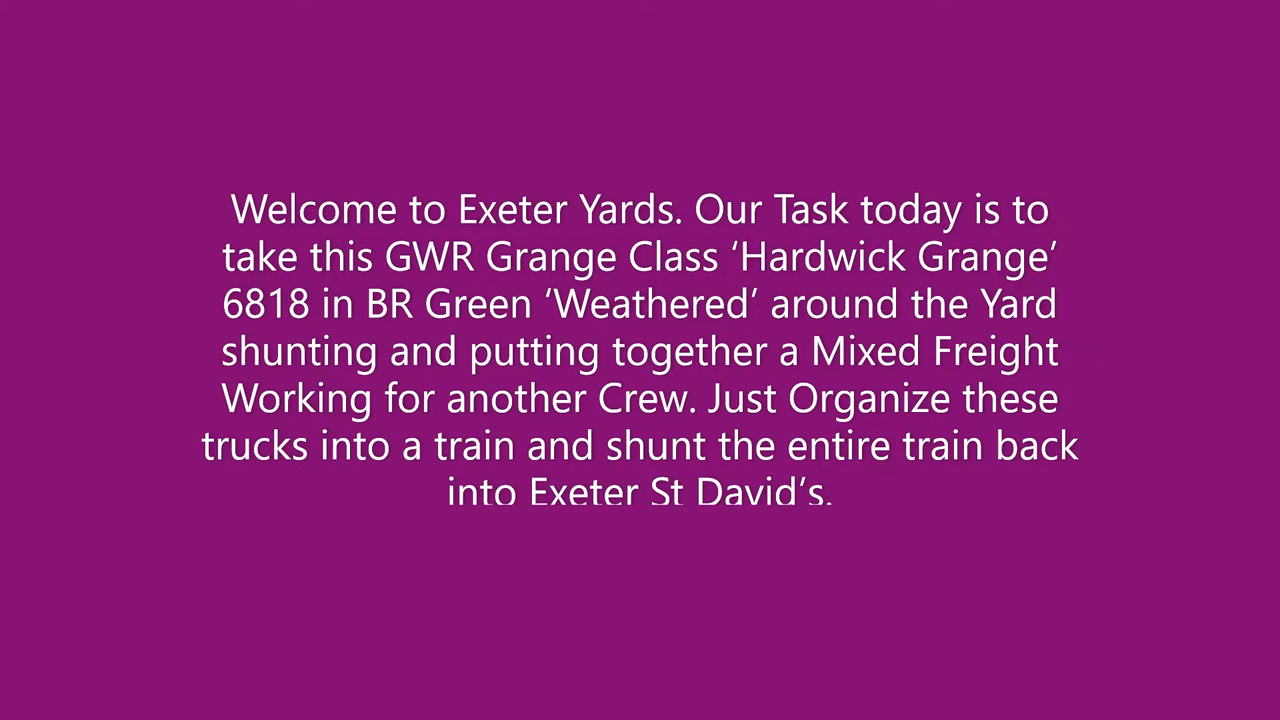 Welcome to Exeter Yards. Our Task today is to
take this GWR Grange Class ‘Hardwick Grange’
6818 in BR Green ‘Weathered’ around the Yard
shunting and putting together a Mixed Freight
Working for another Crew. Just Organize these
trucks into a train and shunt the entire train back
into Exeter St David’s.